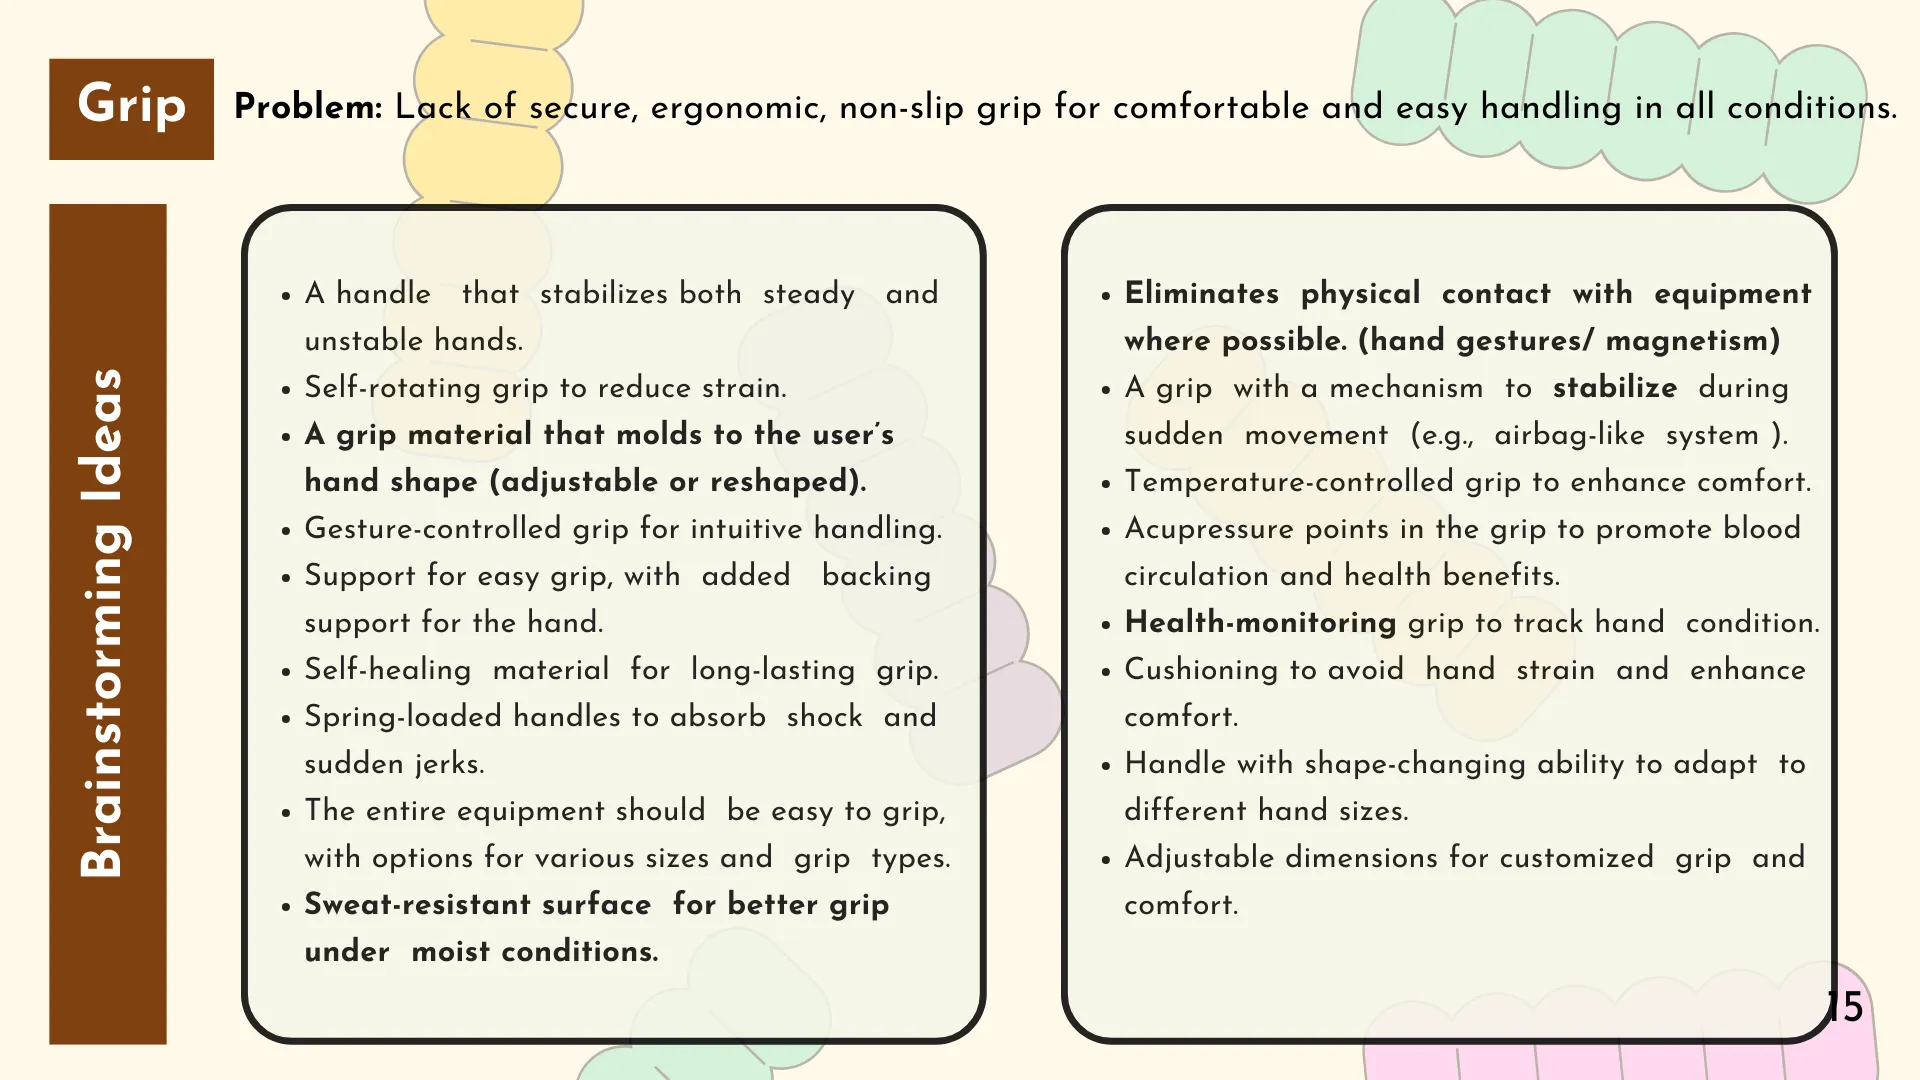 Grip
Problem: Lack of secure, ergonomic, non-slip grip for comfortable and easy handling in all conditions.
Brainstorming Ideas
• A handle that stabilizes both steady and
unstable hands.
• Self-rotating grip to reduce strain.
• A grip material that molds to the user’s
hand shape (adjustable or reshaped).
• Gesture-controlled grip for intuitive handling.
• Support for easy grip, with added backing
support for the hand.
• Self-healing material for long-lasting grip.
• Spring-loaded handles to absorb shock and
sudden jerks.
• The entire equipment should be easy to grip,
with options for various sizes and grip types.
• Sweat-resistant surface for better grip
under moist conditions.
• Eliminates physical contact with equipment
where possible. (hand gestures/ magnetism)
• A grip with a mechanism to stabilize during
sudden movement (e.g., airbag-like system ).
• Temperature-controlled grip to enhance comfort.
• Acupressure points in the grip to promote blood
circulation and health benefits.
• Health-monitoring grip to track hand condition.
• Cushioning to avoid hand strain and enhance
comfort.
• Handle with shape-changing ability to adapt to
different hand sizes.
• Adjustable dimensions for customized grip and
comfort.
15